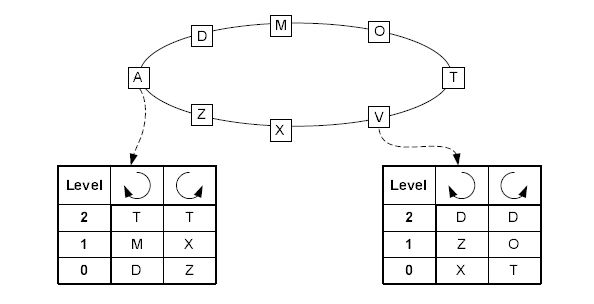 M
D O
A T
Z V
X
Level Level
2 T T 2 D D
1 M X 1 Z O
0 D Z 0 X T